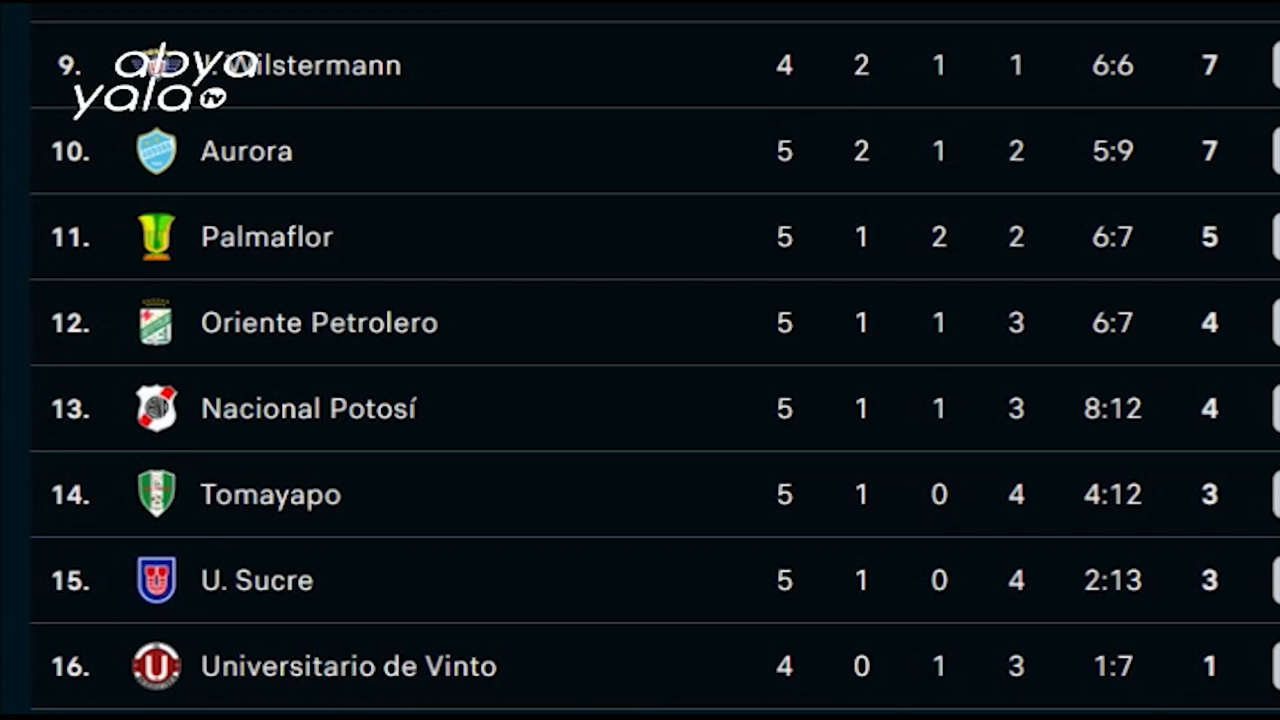 9. J. Wilstermann 4 2 1 1 6:6 7
abya
yala tv
10. Aurora 5 2 1 2 5:9 7
11. Palmaflor 5 1 2 2 6:7 5
12. Oriente Petrolero 5 1 1 3 6:7 4
13. Nacional Potosí 5 1 1 3 8:12 4
14. Tomayapo 5 1 0 4 4:12 3
15. U. Sucre 5 1 0 4 2:13 3
16. Universitario de Vinto 4 0 1 3 1:7 1